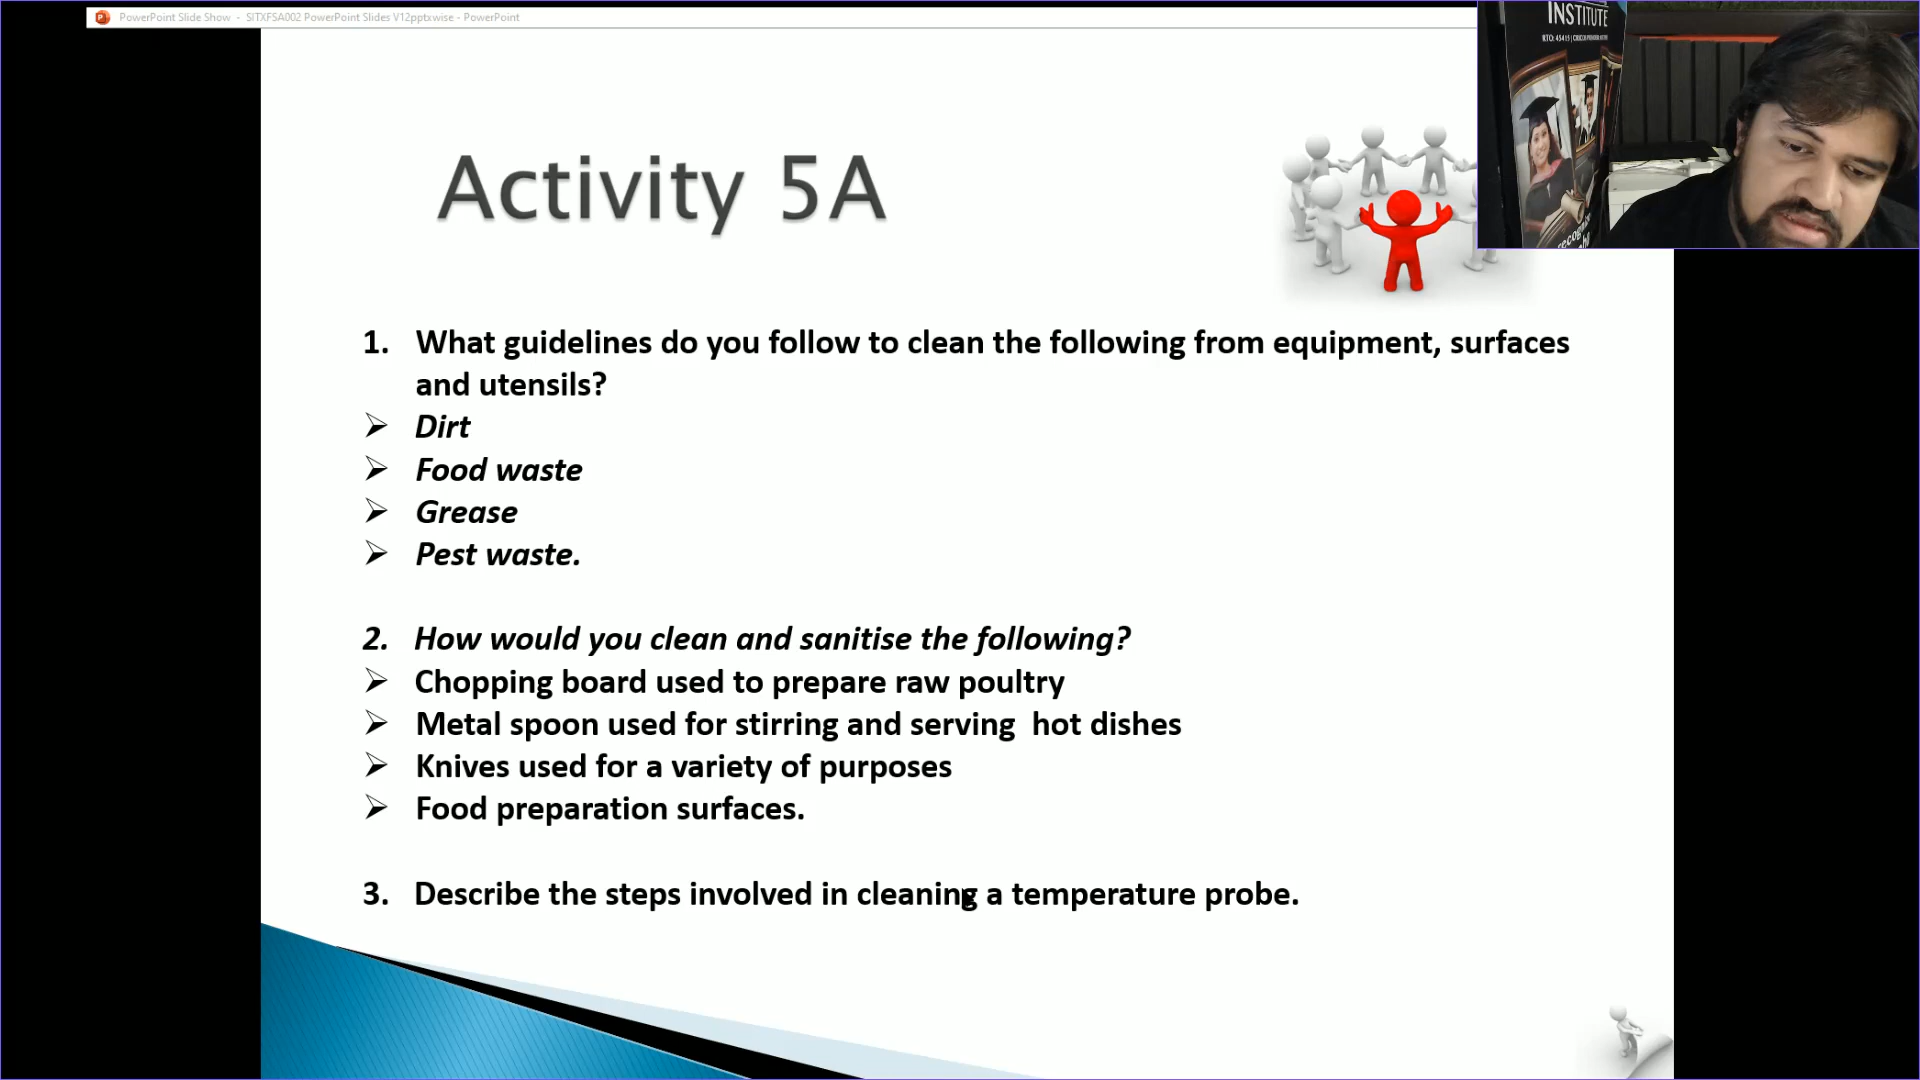 PowerPoint Slide Show - SITXFSA002 PowerPoint Slides V12pptxwise - PowerPoint
INSTITUTE
RTO: 45415 | CRICOS
Activity 5A
1. What guidelines do you follow to clean the following from equipment, surfaces
and utensils?
➢ Dirt
➢ Food waste
➢ Grease
➢ Pest waste.
2. How would you clean and sanitise the following?
➢ Chopping board used to prepare raw poultry
➢ Metal spoon used for stirring and serving hot dishes
➢ Knives used for a variety of purposes
➢ Food preparation surfaces.
3. Describe the steps involved in cleaning a temperature probe.